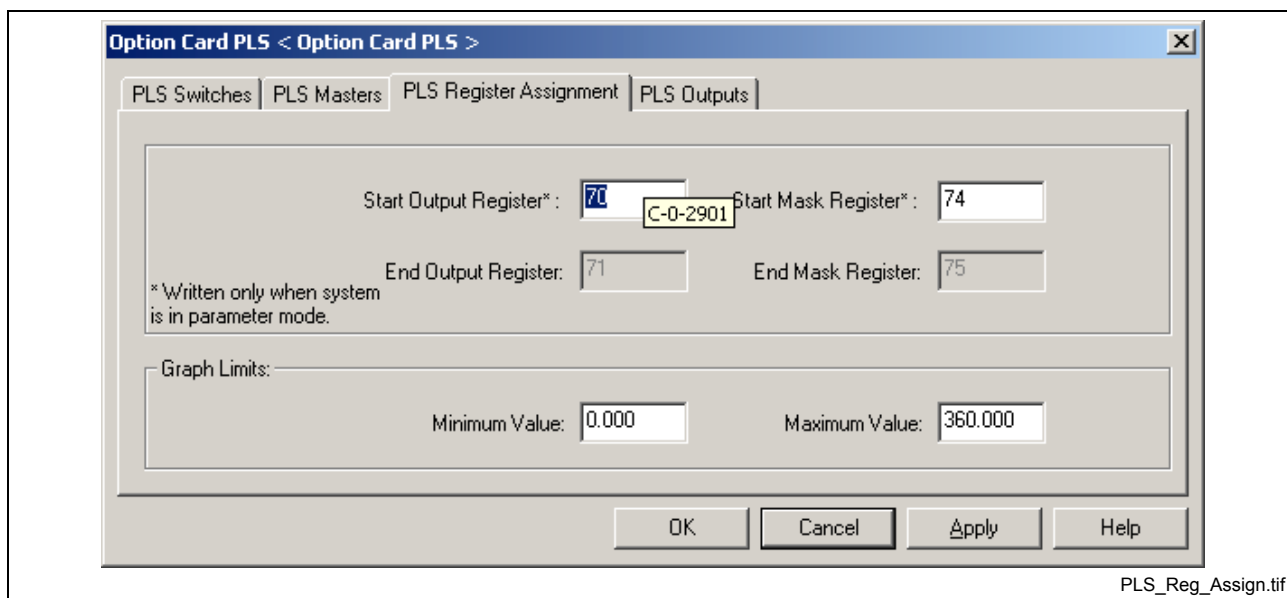 Option Card PLS < Option Card PLS >
PLS Switches PLS Masters PLS Register Assignment PLS Outputs
Start Output Register* : 70 Start Mask Register* : 74
C-0-2901
End Output Register: 71 End Mask Register: 75
* Written only when system
is in parameter mode.
Graph Limits:
Minimum Value: 0.000 Maximum Value: 360.000
OK Cancel Apply Help
PLS_Reg_Assign.tif